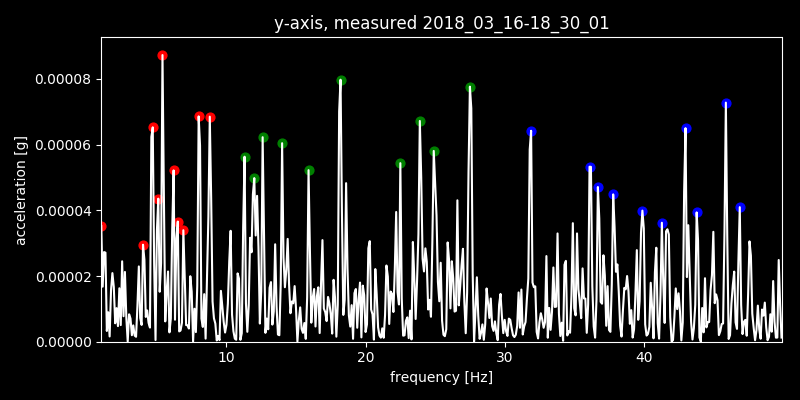 y-axis, measured 2018_03_16-18_30_01
0.00008
0.00006
0.00004
0.00002
0.00000
acceleration [g]
10 20 30 40
frequency [Hz]